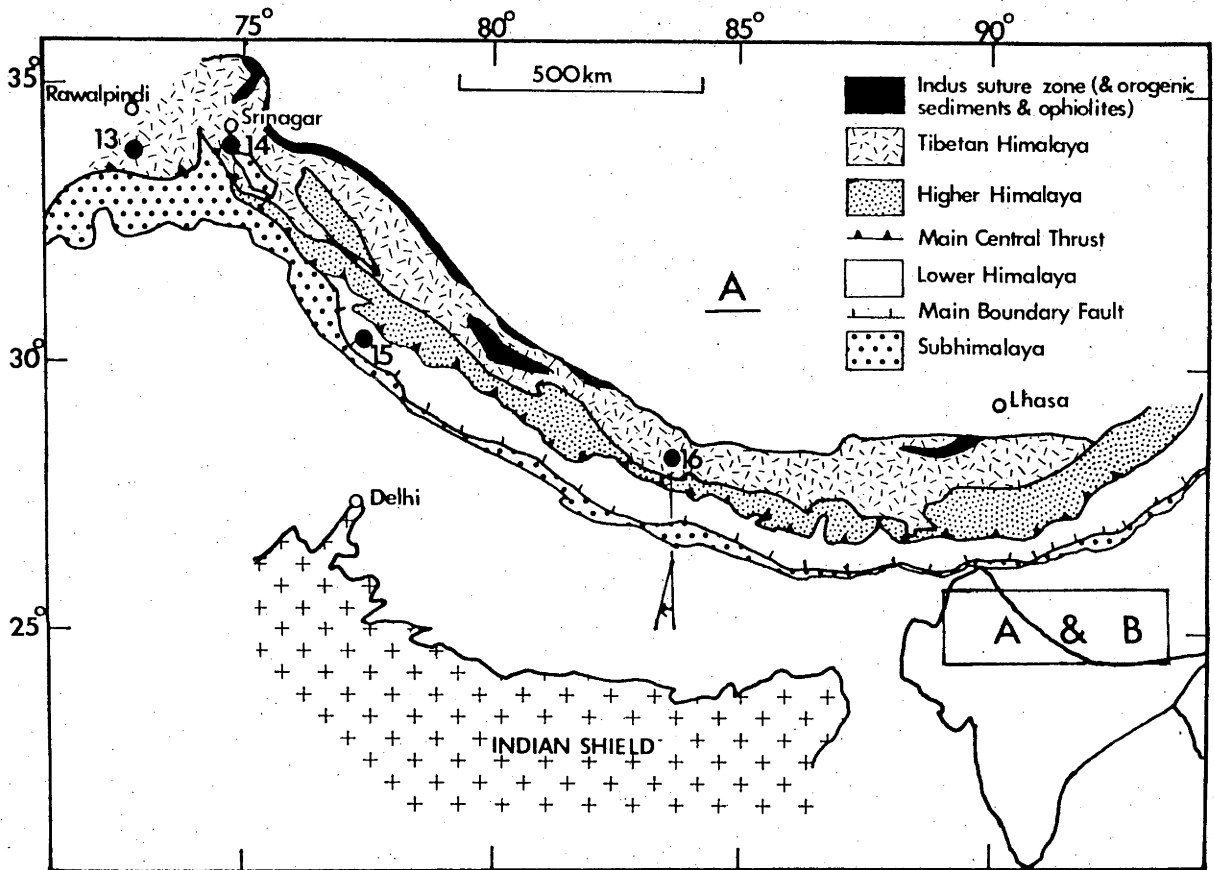 75°
80°
85°
90°
35°
30°
25°
500km
Rawalpindi
Srinagar
13
14
15
16
Delhi
Lhasa
A
Indus suture zone (& orogenic
sediments & ophiolites)
Tibetan Himalaya
Higher Himalaya
Main Central Thrust
Lower Himalaya
Main Boundary Fault
Subhimalaya
INDIAN SHIELD
A & B